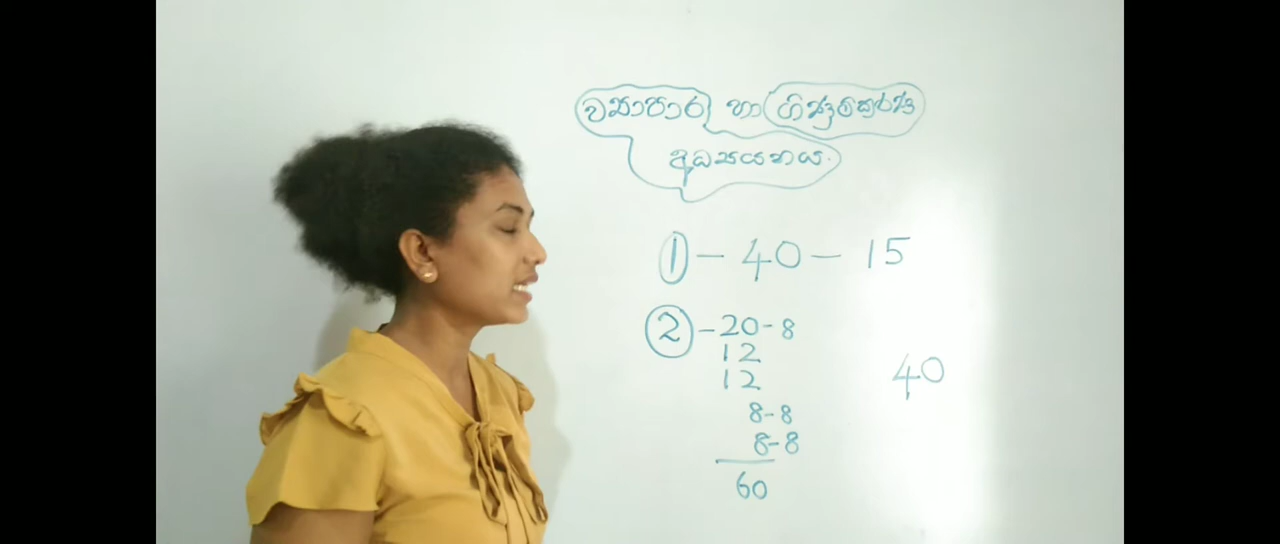 ව්‍යාපාර හා ගිණුම්කරණ
අධ්‍යයනය.
1 - 40 - 15
2 - 20 - 8
12
12
40
8 - 8
8 - 8
60